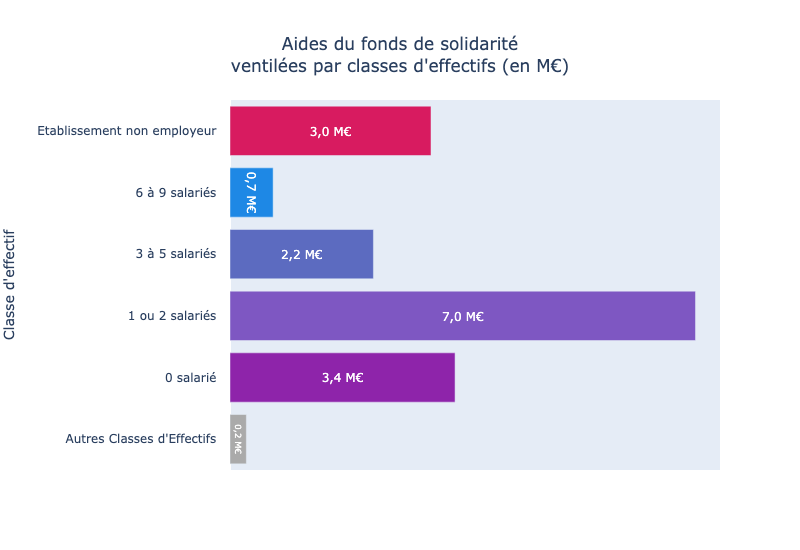 Aides du fonds de solidarité
ventilées par classes d'effectifs (en M€)
Classe d'effectif
Etablissement non employeur
3,0 M€
6 à 9 salariés
0,7 M€
3 à 5 salariés
2,2 M€
1 ou 2 salariés
7,0 M€
0 salarié
3,4 M€
Autres Classes d'Effectifs
0,2 M€